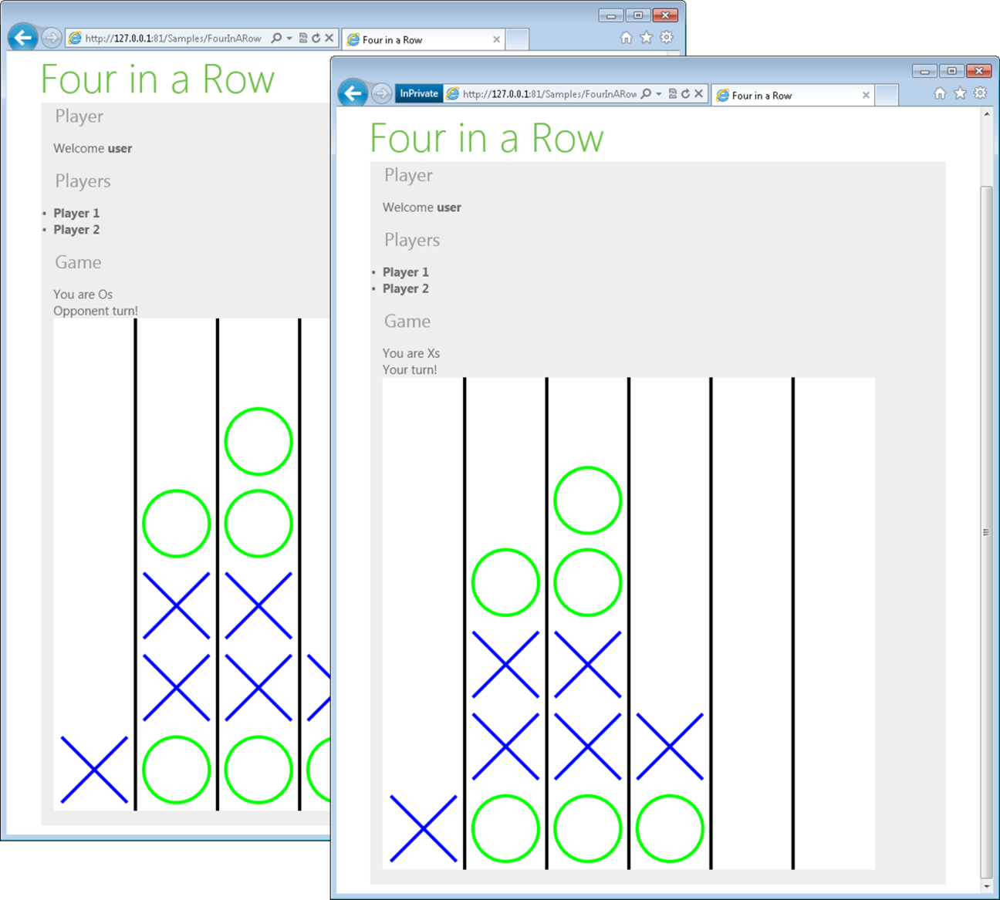 http://127.0.0.1:81/Samples/FourInARow
Four in a Row
Four in a Row
Player
Welcome user
Players
• Player 1
• Player 2
Game
You are Os
Opponent turn!
InPrivate
http://127.0.0.1:81/Samples/FourInARow
Four in a Row
Four in a Row
Player
Welcome user
Players
• Player 1
• Player 2
Game
You are Xs
Your turn!